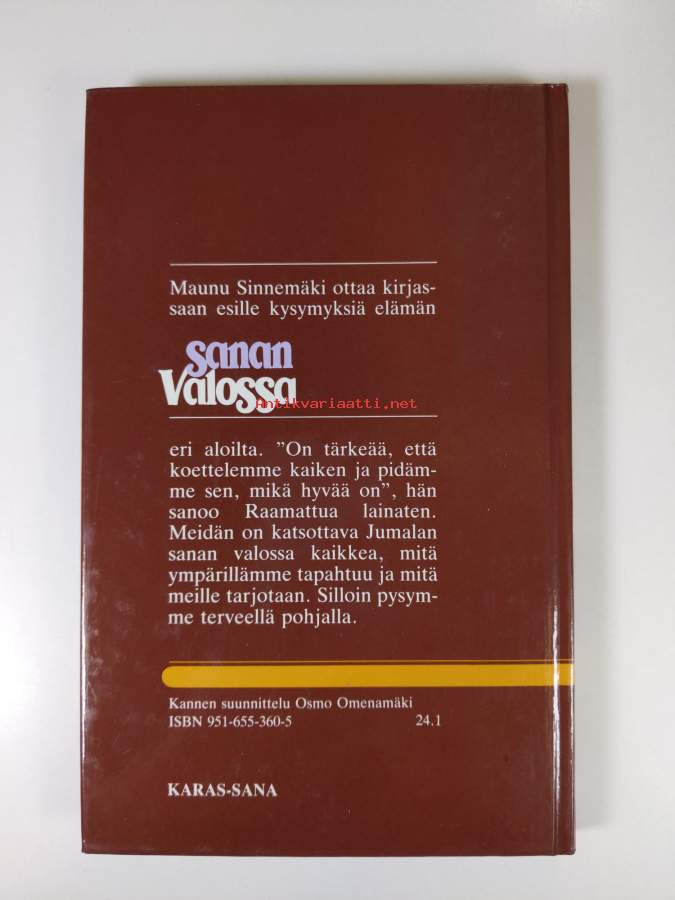 Maunu Sinnemäki ottaa kirjas-
saan esille kysymyksiä elämän
sanan
Valossa
Antikvariaatti.net
eri aloilta. ”On tärkeää, että
koettelemme kaiken ja pidäm-
me sen, mikä hyvää on”, hän
sanoo Raamattua lainaten.
Meidän on katsottava Jumalan
sanan valossa kaikkea, mitä
ympärillämme tapahtuu ja mitä
meille tarjotaan. Silloin pysym-
me terveellä pohjalla.
Kannen suunnittelu Osmo Omenamäki
ISBN 951-655-360-5 24.1
KARAS-SANA